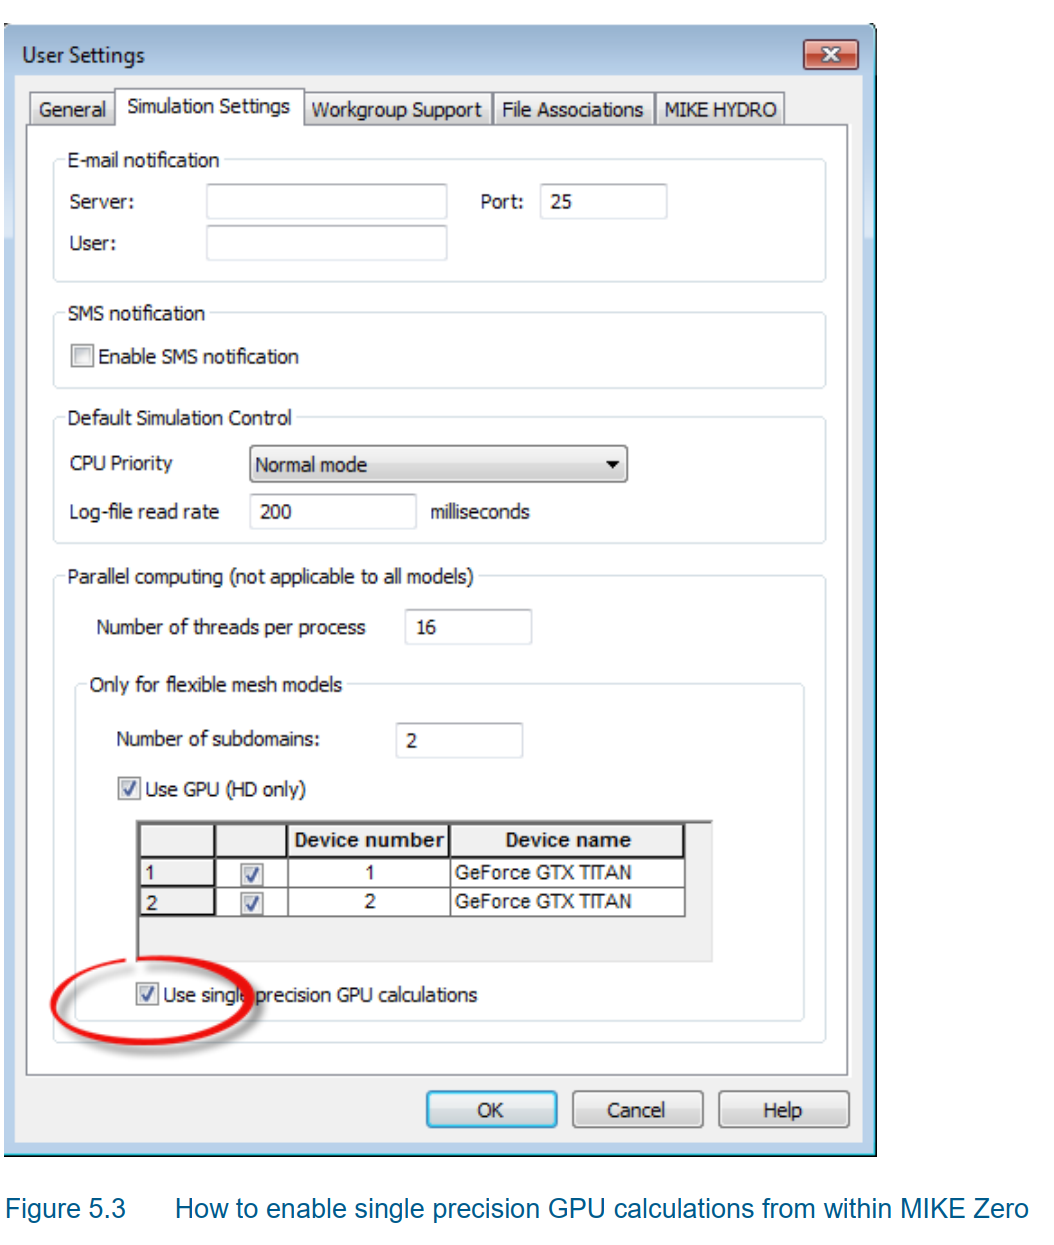 User Settings
General Simulation Settings Workgroup Support File Associations MIKE HYDRO
E-mail notification
Server: Port: 25
User:
SMS notification
Enable SMS notification
Default Simulation Control
CPU Priority Normal mode
Log-file read rate 200 milliseconds
Parallel computing (not applicable to all models)
Number of threads per process 16
Only for flexible mesh models
Number of subdomains: 2
Use GPU (HD only)
Device number Device name
1 1 GeForce GTX TITAN
2 2 GeForce GTX TITAN
Use single precision GPU calculations
OK Cancel Help
Figure 5.3 How to enable single precision GPU calculations from within MIKE Zero